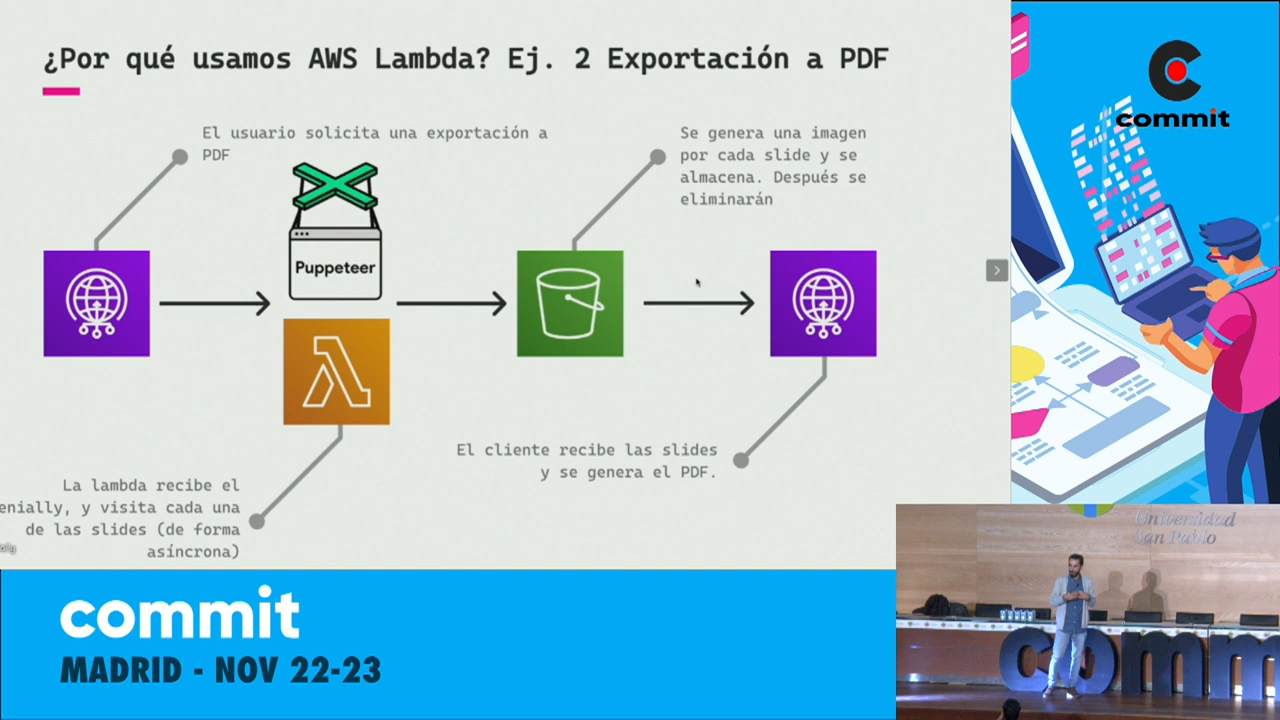 ¿Por qué usamos AWS Lambda? Ej. 2 Exportación a PDF
El usuario solicita una exportación a
PDF
Se genera una imagen
por cada slide y se
almacena. Después se
eliminarán
Puppeteer
El cliente recibe las slides
y se genera el PDF.
La lambda recibe el
enially, y visita cada una
de las slides (de forma
asíncrona)
commit
commit
MADRID - NOV 22-23
Universidad
San Pablo
comm